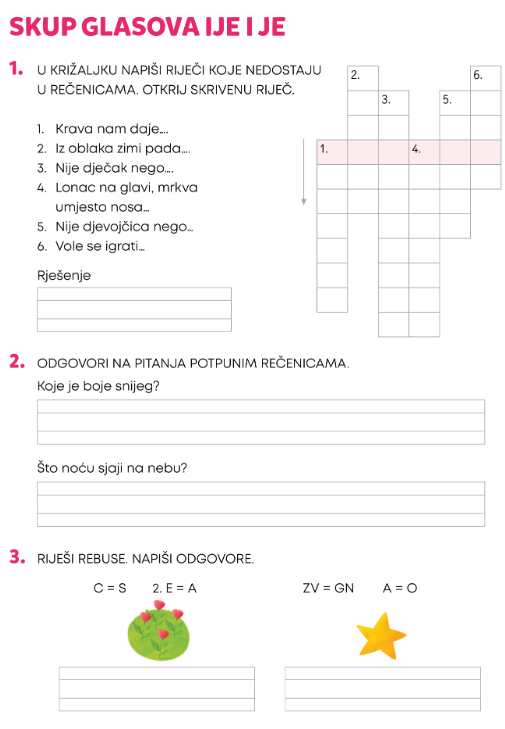 SKUP GLASOVA IJE I JE
1. U KRIŽALJKU NAPIŠI RIJEČI KOJE NEDOSTAJU
U REČENICAMA. OTKRIJ SKRIVENU RIJEČ.
1. Krava nam daje....
2. Iz oblaka zimi pada....
3. Nije dječak nego....
4. Lonac na glavi, mrkva
umjesto nosa...
5. Nije djevojčica nego...
6. Vole se igrati...
Rješenje
2. 6.
3. 5.
1. 4.
2. ODGOVORI NA PITANJA POTPUNIM REČENICAMA.
Koje je boje snijeg?
Što noću sjaji na nebu?
3. RIJEŠI REBUSE. NAPIŠI ODGOVORE.
C = S 2. E = A ZV = GN A = O